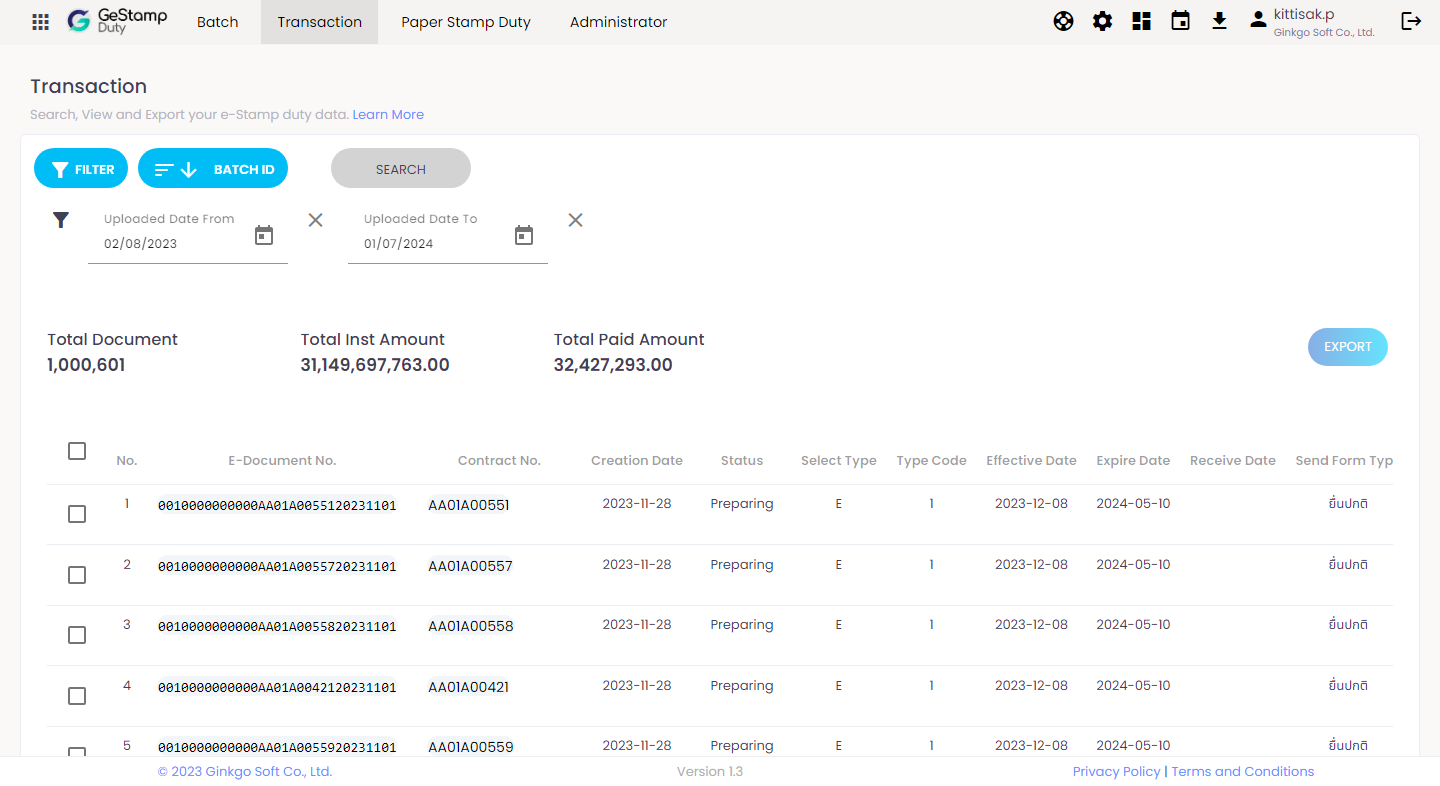 GeStamp Duty Batch Transaction Paper Stamp Duty Administrator kittisak.p
Ginkgo Soft Co., Ltd.
Transaction
Search, View and Export your e-Stamp duty data. Learn More
FILTER BATCH ID SEARCH
Uploaded Date From Uploaded Date To
02/08/2023 01/07/2024
Total Document Total Inst Amount Total Paid Amount
1,000,601 31,149,697,763.00 32,427,293.00 EXPORT
No. E-Document No. Contract No. Creation Date Status Select Type Type Code Effective Date Expire Date Receive Date Send Form Typ
1 0010000000000AA01A0055120231101 AA01A00551 2023-11-28 Preparing E 1 2023-12-08 2024-05-10 ยื่นปกติ
2 0010000000000AA01A0055720231101 AA01A00557 2023-11-28 Preparing E 1 2023-12-08 2024-05-10 ยื่นปกติ
3 0010000000000AA01A0055820231101 AA01A00558 2023-11-28 Preparing E 1 2023-12-08 2024-05-10 ยื่นปกติ
4 0010000000000AA01A0042120231101 AA01A00421 2023-11-28 Preparing E 1 2023-12-08 2024-05-10 ยื่นปกติ
5 0010000000000AA01A0055920231101 AA01A00559 2023-11-28 Preparing E 1 2023-12-08 2024-05-10 ยื่นปกติ
© 2023 Ginkgo Soft Co., Ltd. Version 1.3 Privacy Policy | Terms and Conditions